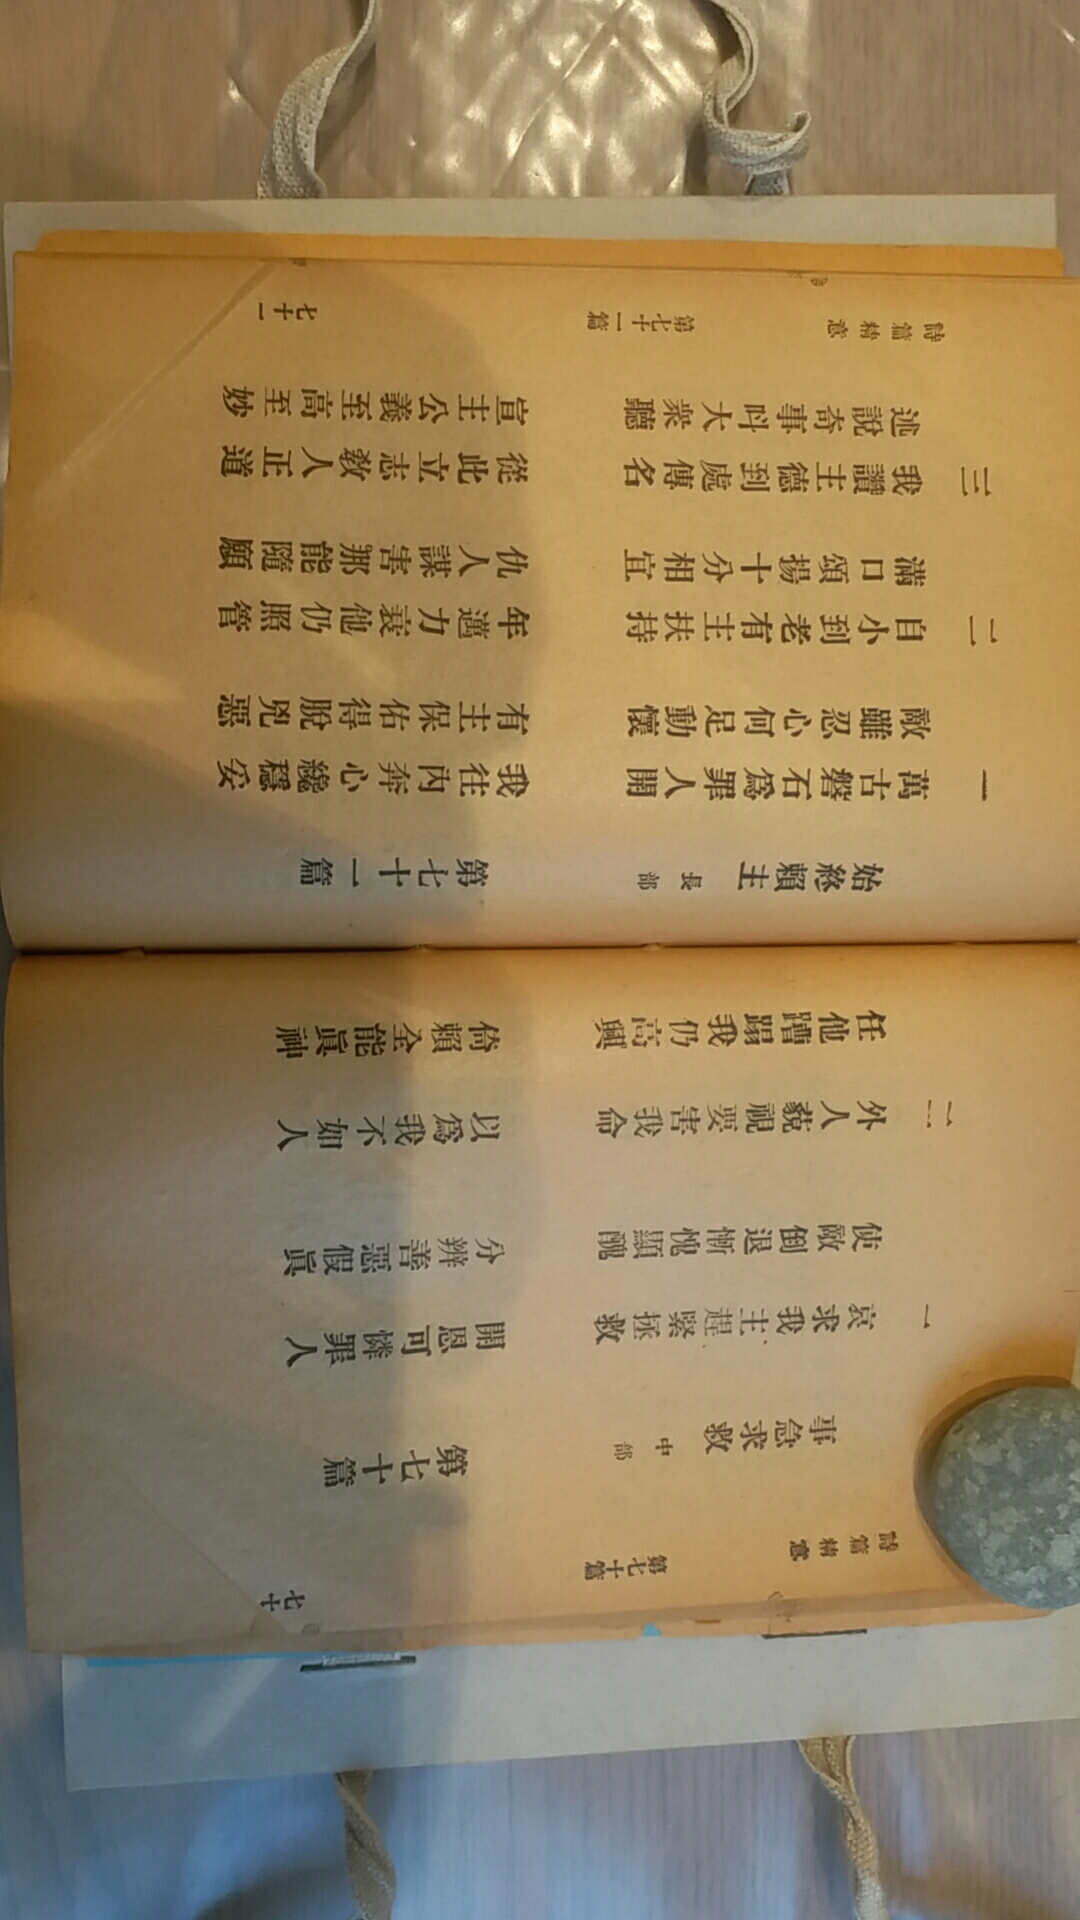 詩篇精意 第七十篇 七十
事急求救 中部 第七十篇
一 哀求我主趕緊拯救 開恩可憐罪人
使敵倒退慚愧顯醜 分辨善惡假眞
二 外人藐視要害我命 以爲我不如人
任他蹧蹋我仍高興 倚賴全能眞神
始終賴主 長部 第七十一篇
一 萬古磐石爲罪人開 我往內奔心纔穩妥
敵雖忍心何足動懷 有主保佑得脫兇惡
二 自小到老有主扶持 年邁力衰他仍照管
滿口頌揚十分相宜 仇人謀害那能隨願
三 我讚主德到處傳名 從此立志敎人正道
述說奇事呌大衆聽 宣主公義至高至妙
詩篇精意 第七十一篇 七十一